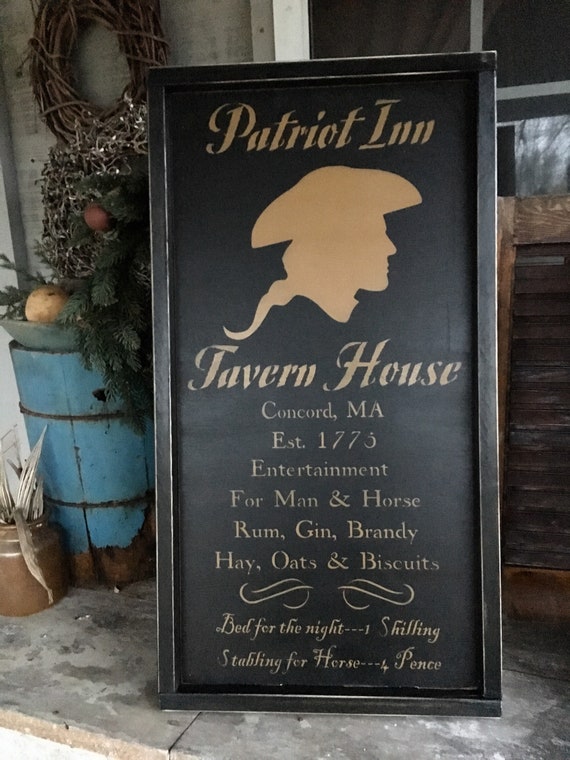 Patriot Inn
Tavern House
Concord, MA
Est. 1775
Entertainment
For Man & Horse
Rum, Gin, Brandy
Hay, Oats & Biscuits
Bed for the night---1 Shilling
Stabling for Horse---4 Pence